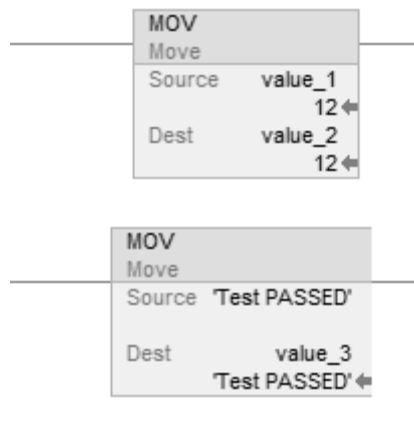 MOV
Move
Source value_1
12
Dest value_2
12
MOV
Move
Source 'Test PASSED'
Dest value_3
'Test PASSED'